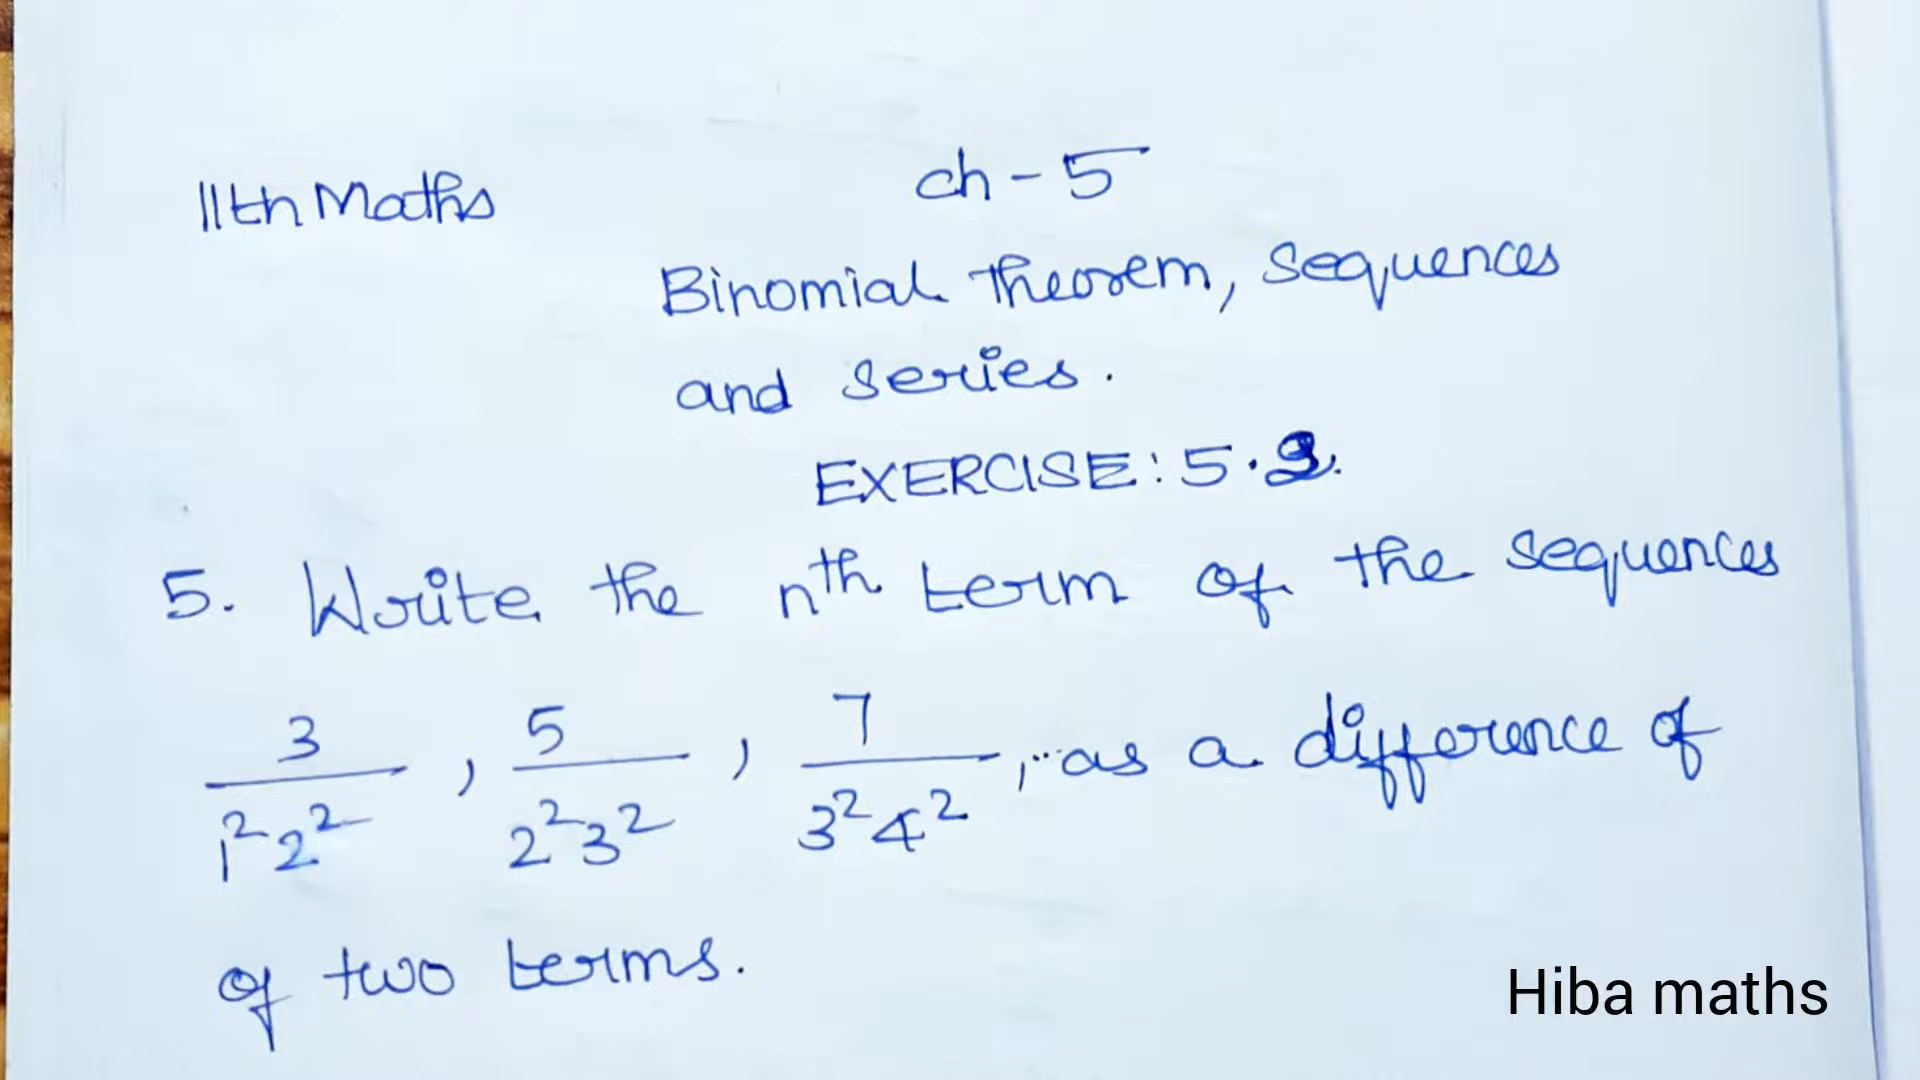 11th Maths
ch - 5
Binomial theorem, sequences
and series.
EXERCISE: 5.2.
5. Write the nth term of the sequences
3/1²2², 5/2²3², 7/3²4², .. as a difference of
of two terms.
Hiba maths